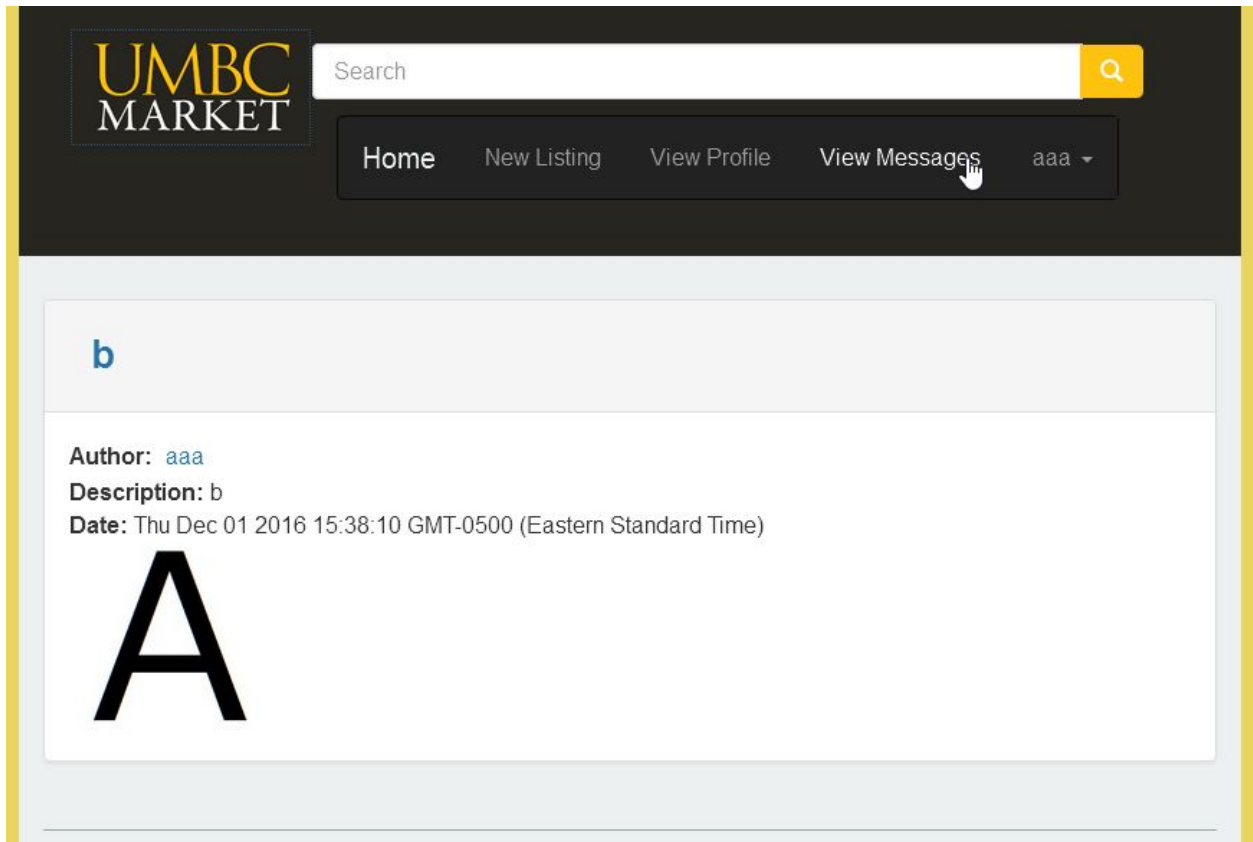 UMBC
MARKET
Search
Home New Listing View Profile View Messages aaa
b
Author: aaa
Description: b
Date: Thu Dec 01 2016 15:38:10 GMT-0500 (Eastern Standard Time)
A